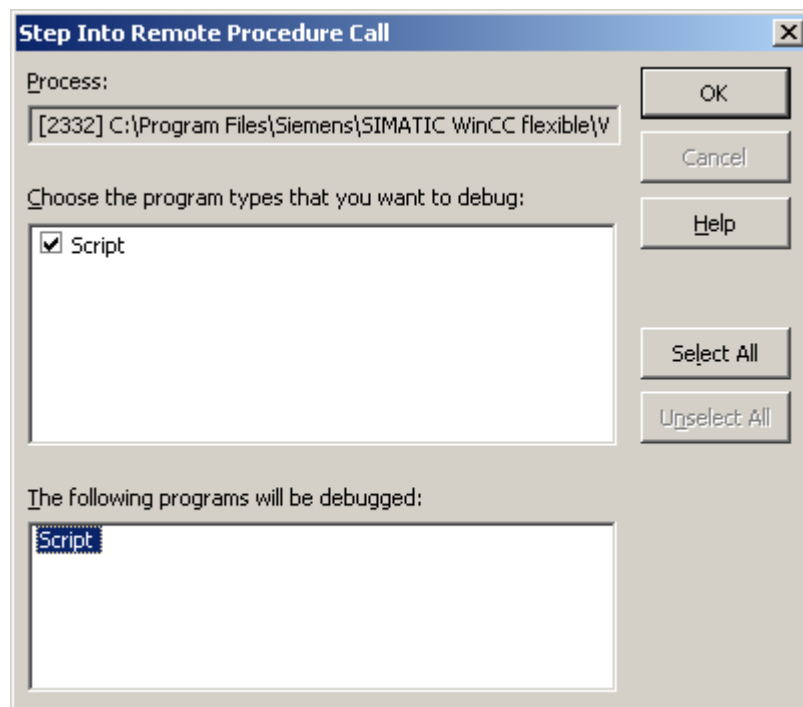 Step Into Remote Procedure Call
Process:
[2332] C:\Program Files\Siemens\SIMATIC WinCC flexible\V
Choose the program types that you want to debug:
Script
The following programs will be debugged:
Script
OK
Cancel
Help
Select All
Unselect All